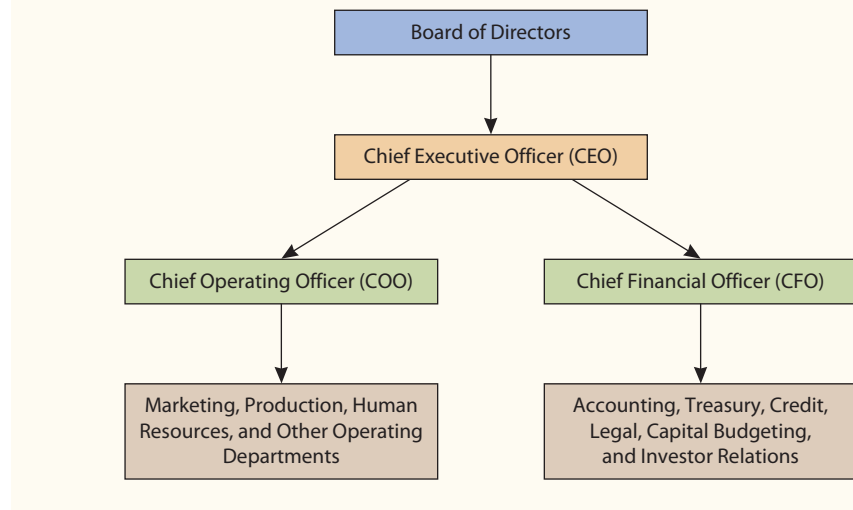 Board of Directors
Chief Executive Officer (CEO)
Chief Operating Officer (COO)
Chief Financial Officer (CFO)
Marketing, Production, Human
Resources, and Other Operating
Departments
Accounting, Treasury, Credit,
Legal, Capital Budgeting,
and Investor Relations